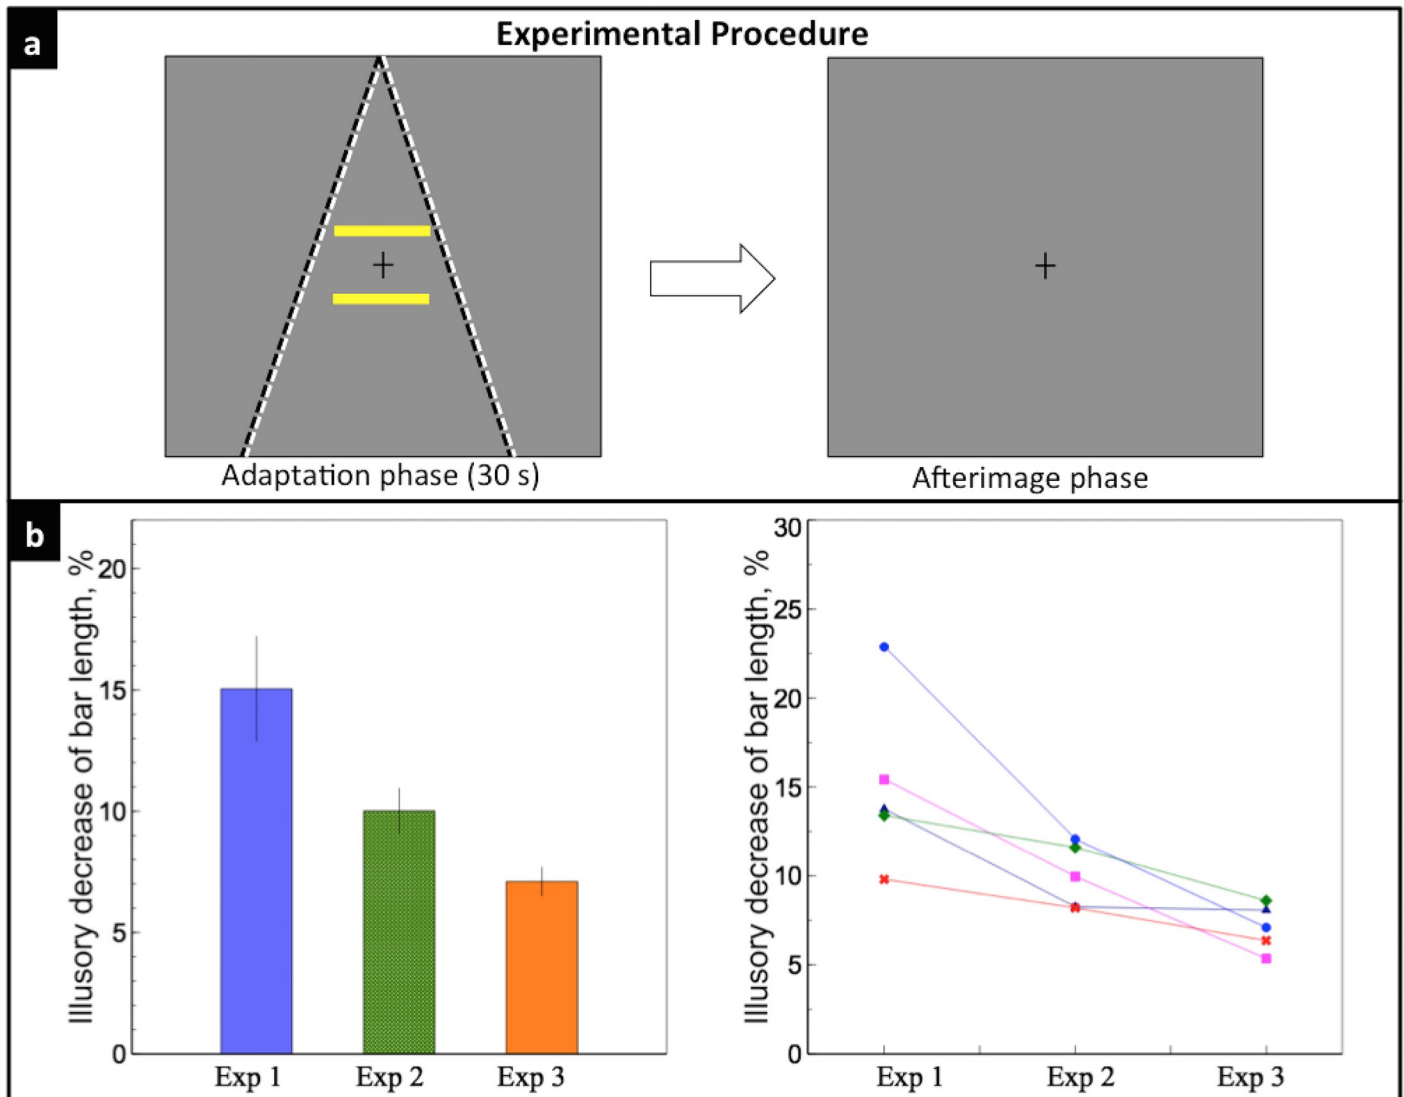 a
Experimental Procedure
Adaptation phase (30 s)
Afterimage phase
b
Illusory decrease of bar length, %
20
15
10
5
0
Exp 1
Exp 2
Exp 3
Illusory decrease of bar length, %
30
25
20
15
10
5
0
Exp 1
Exp 2
Exp 3